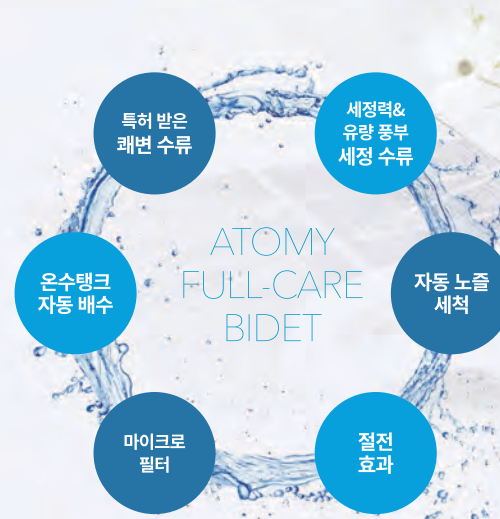 특허 받은
쾌변 수류
세정력&
유량 풍부
세정 수류
ATOMY
FULL-CARE
BIDET
온수탱크
자동 배수
자동 노즐
세척
마이크로
필터
절전
효과